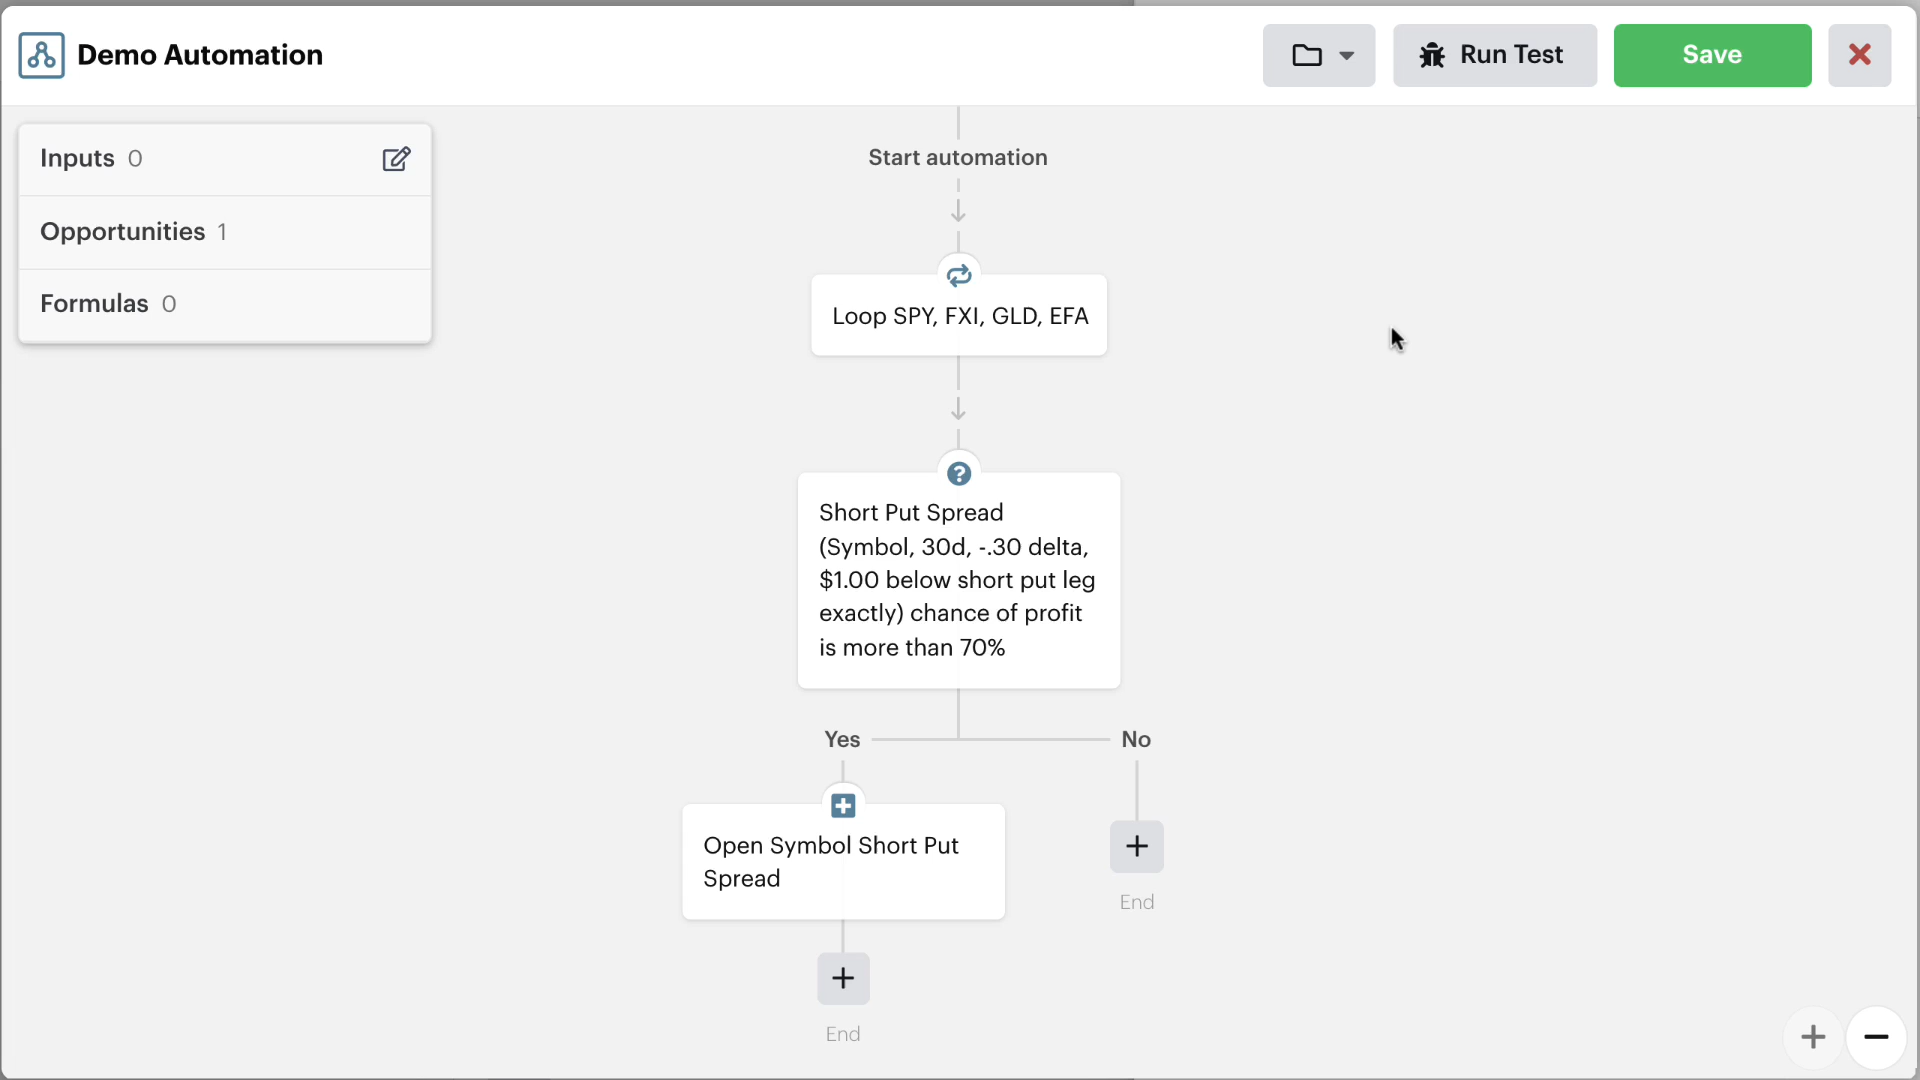 Demo Automation
Run Test
Save
Inputs 0
Opportunities 1
Formulas 0
Start automation
Loop SPY, FXI, GLD, EFA
Short Put Spread
(Symbol, 30d, -.30 delta,
$1.00 below short put leg
exactly) chance of profit
is more than 70%
Yes
No
Open Symbol Short Put
Spread
End
End